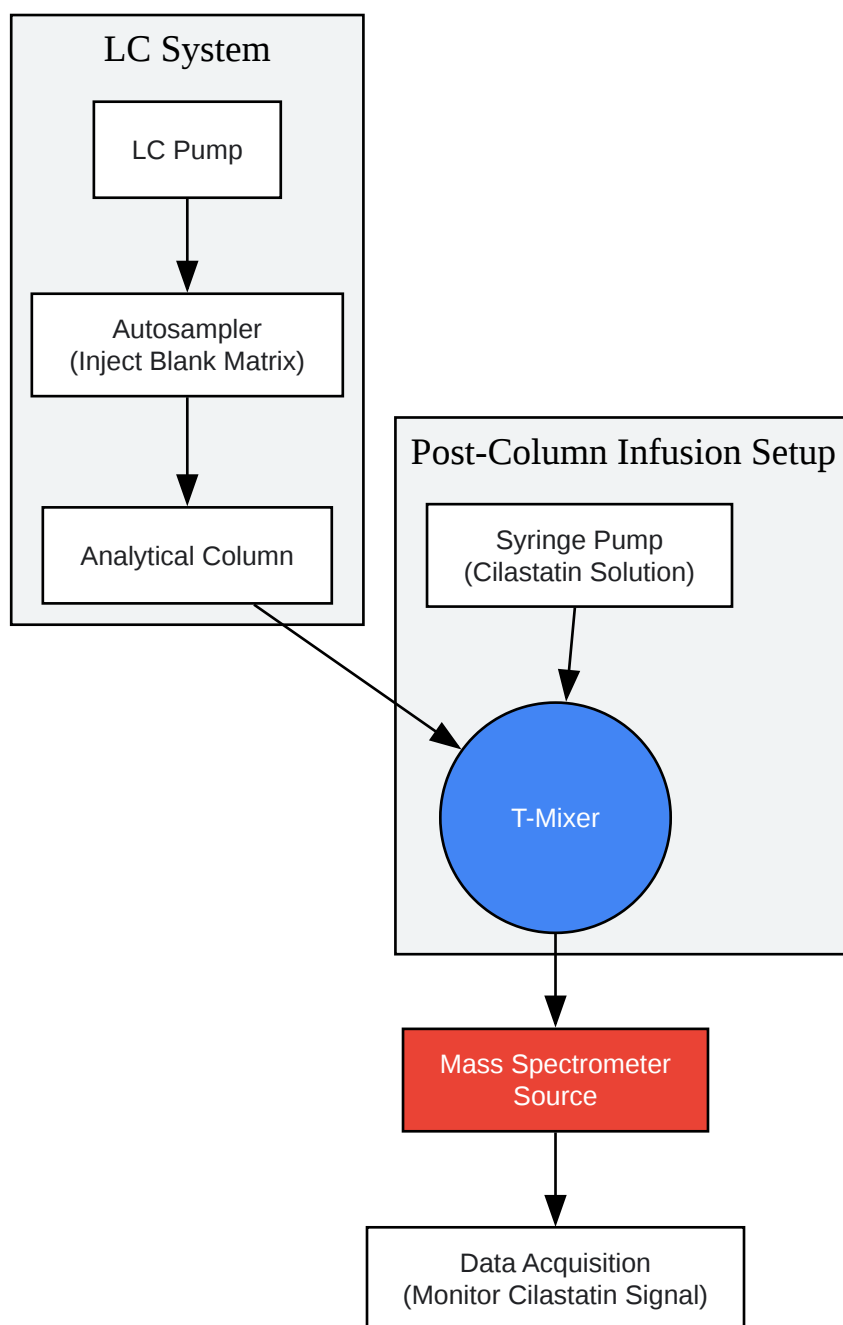 LC System
LC Pump
Autosampler
(Inject Blank Matrix)
Analytical Column
Post-Column Infusion Setup
Syringe Pump
(Cilastatin Solution)
T-Mixer
Mass Spectrometer
Source
Data Acquisition
(Monitor Cilastatin Signal)